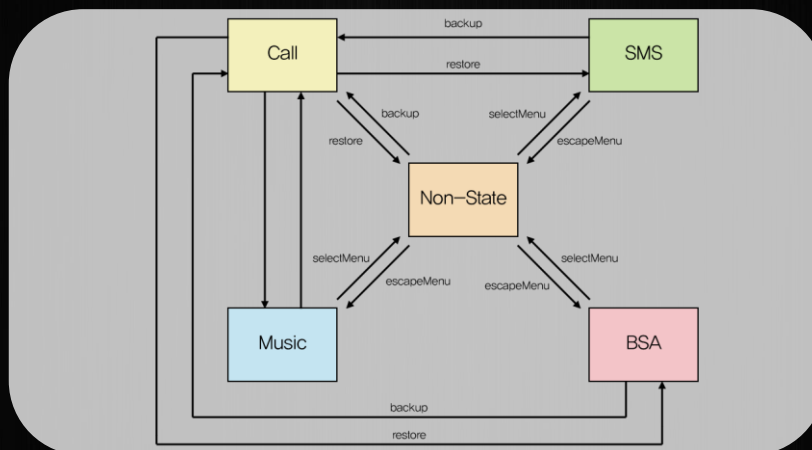 backup
Call
SMS
restore
backup
selectMenu
restore
escapeMenu
Non-State
selectMenu
selectMenu
escapeMenu
escapeMenu
Music
BSA
backup
restore